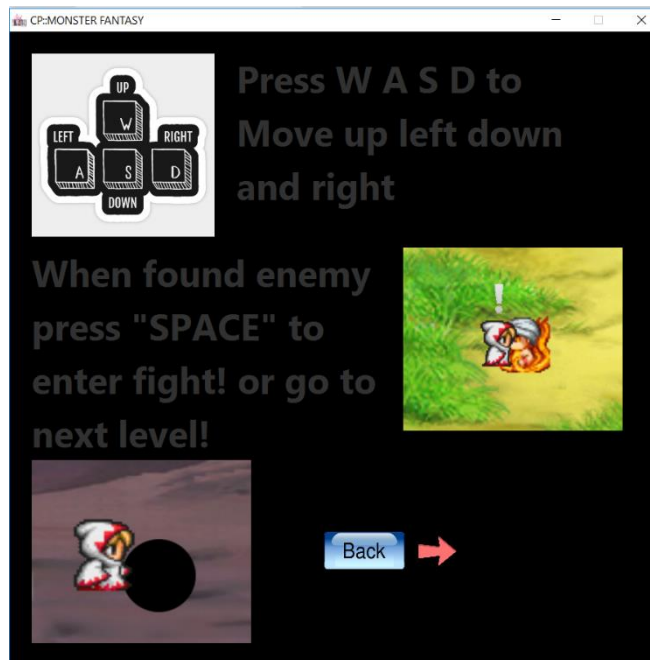 CP::MONSTER FANTASY
UP
W
LEFT
RIGHT
A
S
D
DOWN
Press W A S D to
Move up left down
and right
When found enemy
press "SPACE" to
enter fight! or go to
next level!
!
Back